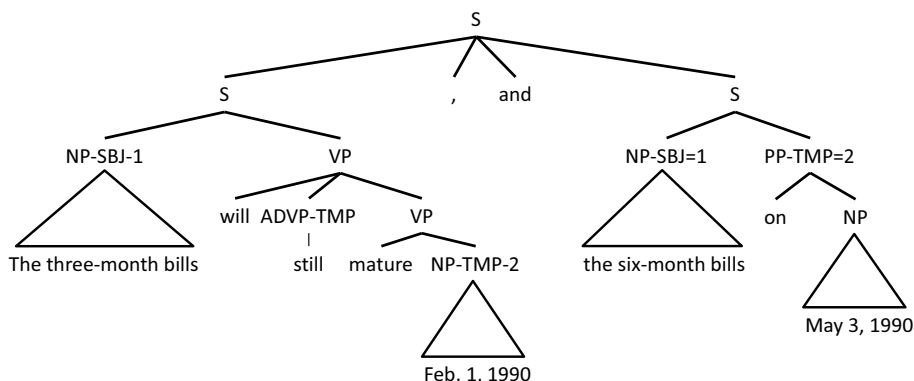 S
S , and S
NP-SBJ-1 VP NP-SBJ=1 PP-TMP=2
will ADVP-TMP VP on NP
The three-month bills still mature NP-TMP-2 the six-month bills
May 3, 1990
Feb. 1. 1990